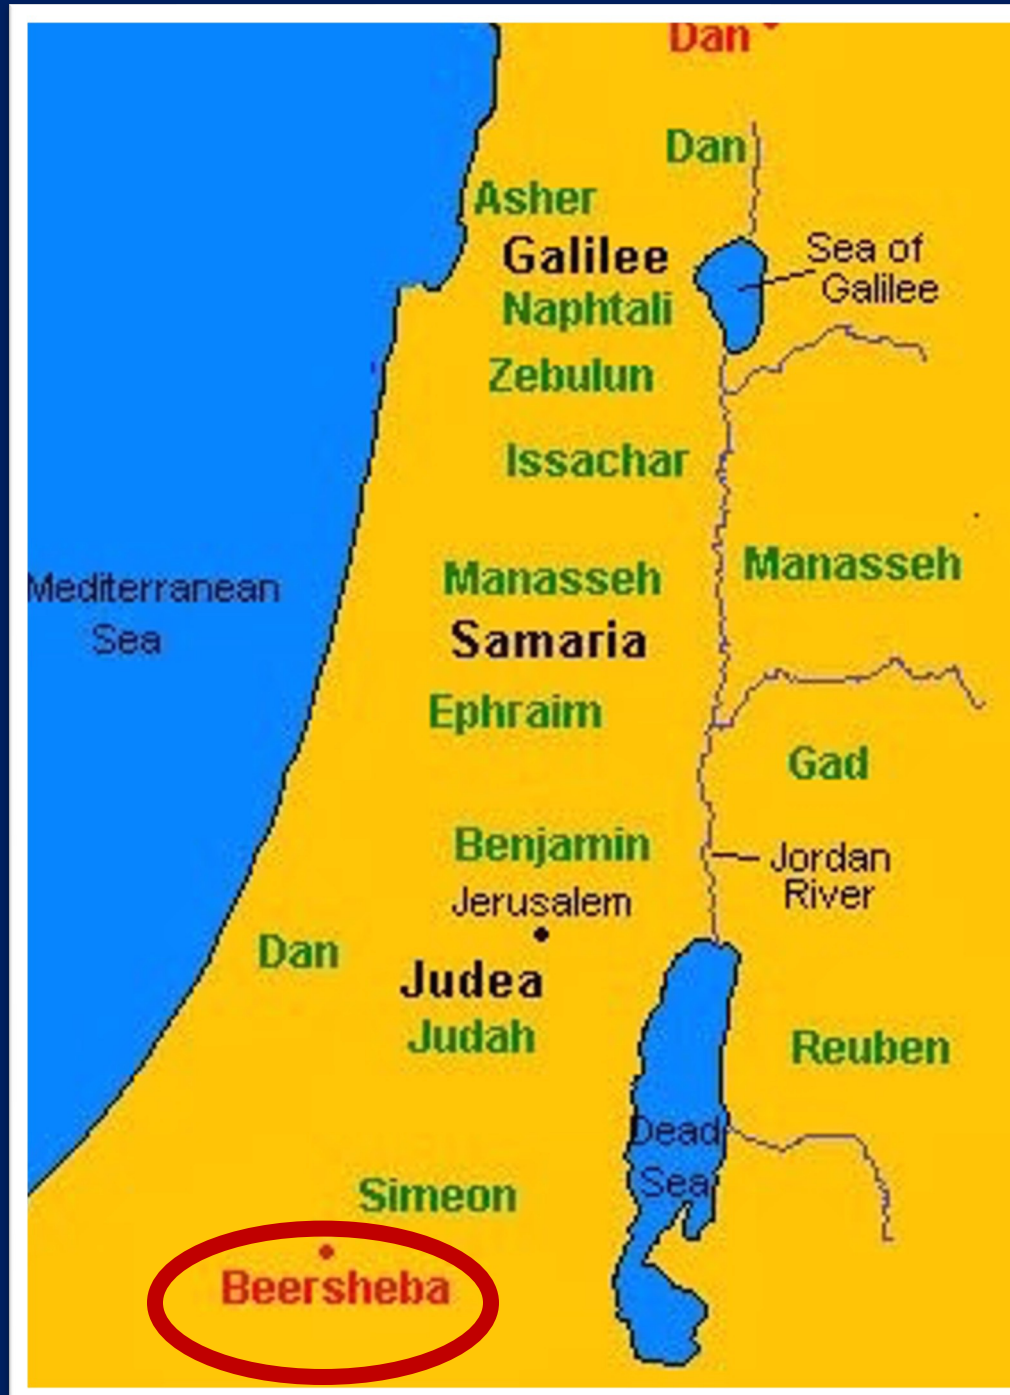 Dan
Dan
Asher
Galilee
Sea of
Galilee
Naphtali
Zebulun
Issachar
Mediterranean
Sea
Manasseh
Manasseh
Samaria
Ephraim
Gad
Benjamin
Jordan
River
Jerusalem
Dan
Judea
Judah
Reuben
Dead
Sea
Simeon
Beersheba